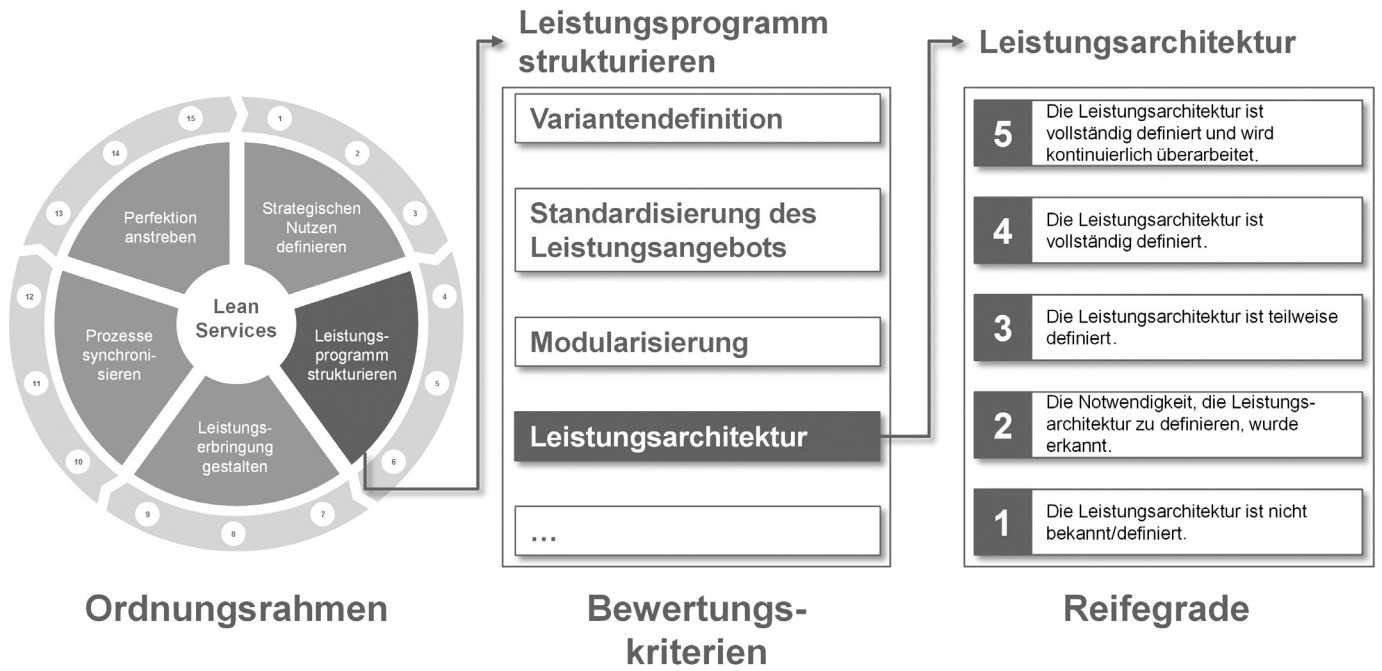 Leistungsprogramm
strukturieren
Leistungsarchitektur
15
1
14
2
13
3
12
4
11
5
10
6
9
8
7
Perfektion
anstreben
Strategischen
Nutzen
definieren
Lean
Services
Prozesse
synchroni-
sieren
Leistungs-
programm
strukturieren
Leistungs-
erbringung
gestalten
Variantendefinition
Standardisierung des
Leistungsangebots
Modularisierung
Leistungsarchitektur
...
5
Die Leistungsarchitektur ist
vollständig definiert und wird
kontinuierlich überarbeitet.
4
Die Leistungsarchitektur ist
vollständig definiert.
3
Die Leistungsarchitektur ist teilweise
definiert.
2
Die Notwendigkeit, die Leistungs-
architektur zu definieren, wurde
erkannt.
1
Die Leistungsarchitektur ist nicht
bekannt/definiert.
Ordnungsrahmen
Bewertungs-
kriterien
Reifegrade